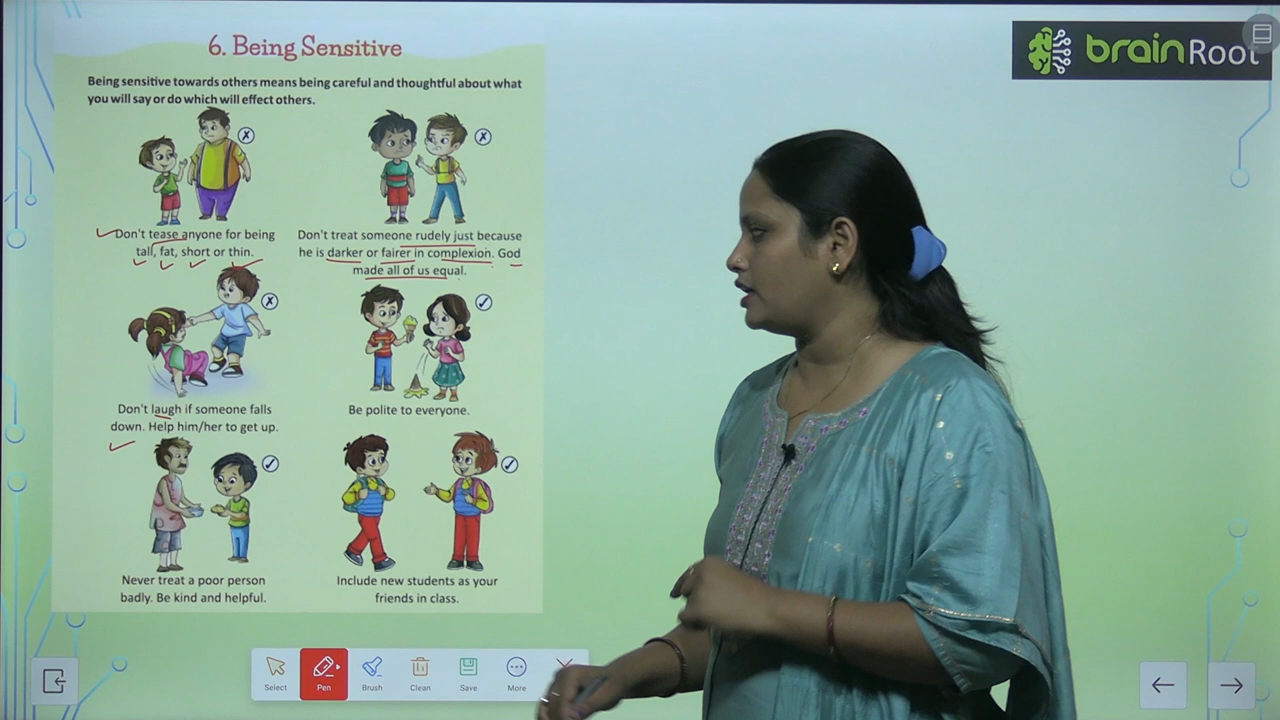 6. Being Sensitive
brainRoot
Being sensitive towards others means being careful and thoughtful about what
you will say or do which will effect others.
Don't tease anyone for being
tall, fat, short or thin.
Don't treat someone rudely just because
he is darker or fairer in complexion. God
made all of us equal.
Don't laugh if someone falls
down. Help him/her to get up.
Be polite to everyone.
Never treat a poor person
badly. Be kind and helpful.
Include new students as your
friends in class.
Select
Pen
Brush
Clean
Save
More